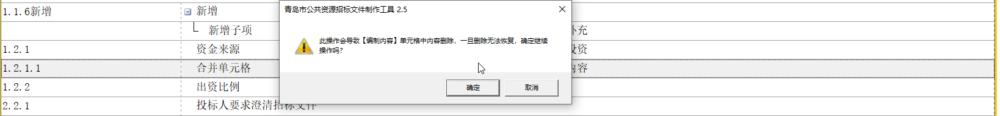 1.1.6新增
新增
青岛市公共资源招标文件制作工具 2.5
新增子项
充
此操作会导致【编制内容】单元格中内容删除，一旦删除无法恢复，确定继续
操作吗?
1.2.1
资金来源
投资
1.2.1.1
合并单元格
内容
1.2.2
出资比例
确定
取消
2.2.1
投标人要求澄清招标文件